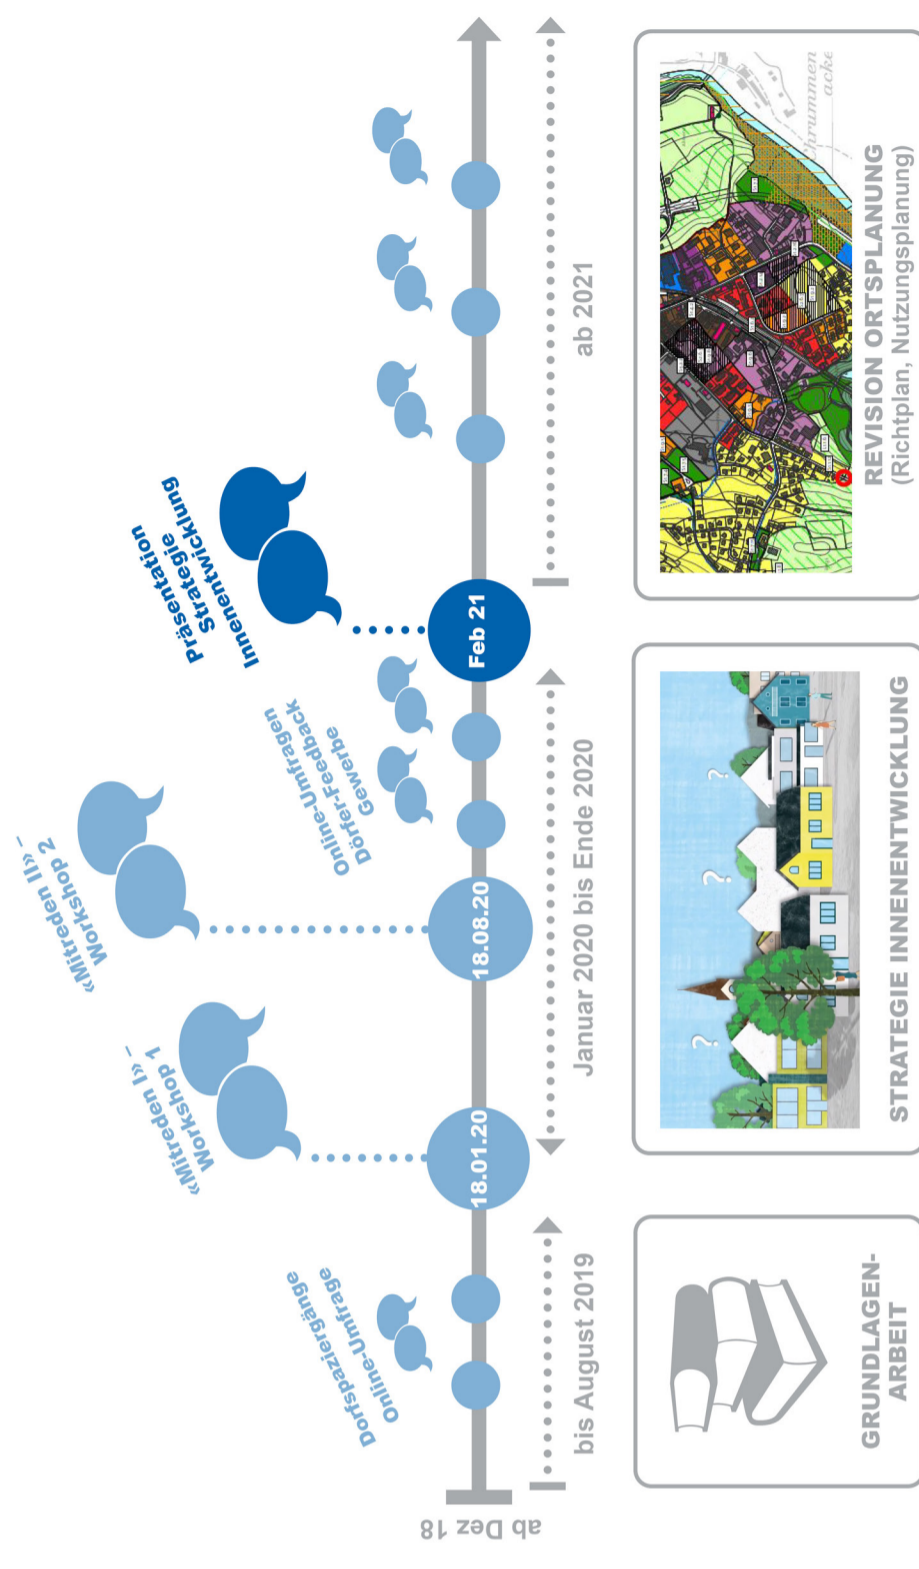 «Mitreden I» –
Workshop 1
«Mitreden II» –
Workshop 2
Präsentation
Strategie
Innenentwicklung
Dorfspaziergänge
Online-Umfrage
Online-Umfragen
Dörfer-Feedback
Gewerbe
ab Dez 18
18.01.20
18.08.20
Feb 21
bis August 2019
Januar 2020 bis Ende 2020
ab 2021
GRUNDLAGEN-
ARBEIT
? ? ?
STRATEGIE INNENENTWICKLUNG
Chrummen
acke
REVISION ORTSPLANUNG
(Richtplan, Nutzungsplanung)